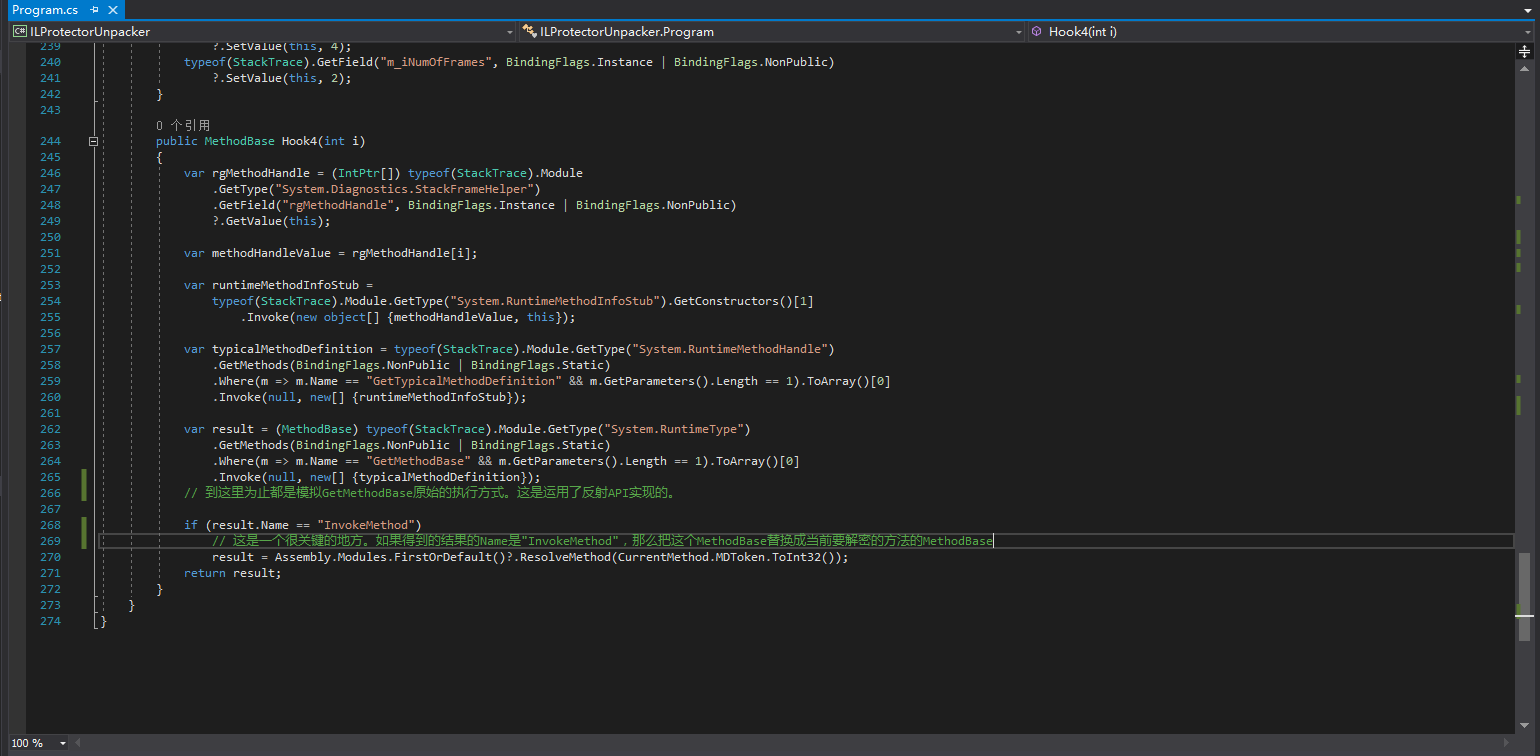 Program.cs
ILProtectorUnpacker ILProtectorUnpacker.Program Hook4(int i)
239 ?.SetValue(this, 4);
240 typeof(StackTrace).GetField("m_iNumOfFrames", BindingFlags.Instance | BindingFlags.NonPublic)
241 ?.SetValue(this, 2);
242 }
243
0 个引用
244 public MethodBase Hook4(int i)
245 {
246 var rgMethodHandle = (IntPtr[]) typeof(StackTrace).Module
247 .GetType("System.Diagnostics.StackFrameHelper")
248 .GetField("rgMethodHandle", BindingFlags.Instance | BindingFlags.NonPublic)
249 ?.GetValue(this);
250
251 var methodHandleValue = rgMethodHandle[i];
252
253 var runtimeMethodInfoStub =
254 typeof(StackTrace).Module.GetType("System.RuntimeMethodInfoStub").GetConstructors()[1]
255 .Invoke(new object[] {methodHandleValue, this});
256
257 var typicalMethodDefinition = typeof(StackTrace).Module.GetType("System.RuntimeMethodHandle")
258 .GetMethods(BindingFlags.NonPublic | BindingFlags.Static)
259 .Where(m => m.Name == "GetTypicalMethodDefinition" && m.GetParameters().Length == 1).ToArray()[0]
260 .Invoke(null, new[] {runtimeMethodInfoStub});
261
262 var result = (MethodBase) typeof(StackTrace).Module.GetType("System.RuntimeType")
263 .GetMethods(BindingFlags.NonPublic | BindingFlags.Static)
264 .Where(m => m.Name == "GetMethodBase" && m.GetParameters().Length == 1).ToArray()[0]
265 .Invoke(null, new[] {typicalMethodDefinition});
266 // 到这里为止都是模拟GetMethodBase原始的执行方式。这是运用了反射API实现的。
267
268 if (result.Name == "InvokeMethod")
269 // 这是一个很关键的地方。如果得到的结果的Name是"InvokeMethod"，那么把这个MethodBase替换成当前要解密的方法的MethodBase
270 result = Assembly.Modules.FirstOrDefault()?.ResolveMethod(CurrentMethod.MDToken.ToInt32());
271 return result;
272 }
273 }
274 }
100 %